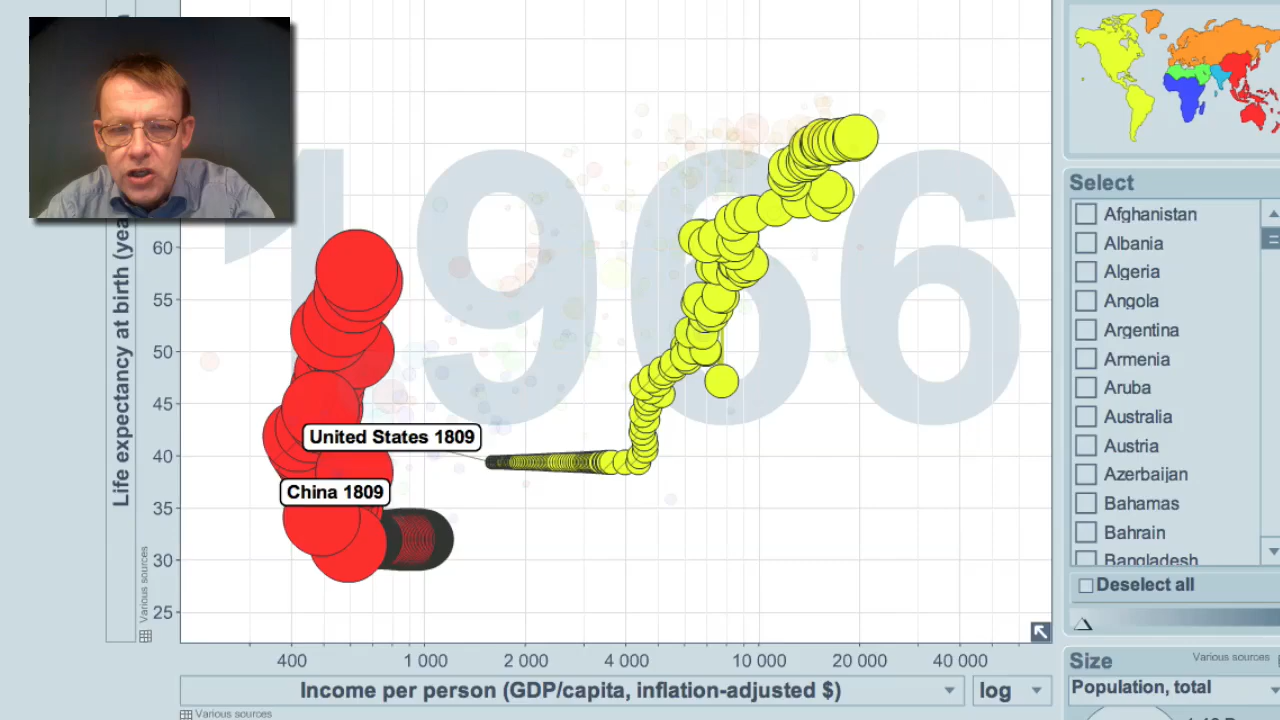 1966
Life expectancy at birth (yea
Various sources
60
55
50
45
40
35
30
25
United States 1809
China 1809
400
1 000
2 000
4 000
10 000
20 000
40 000
Income per person (GDP/capita, inflation-adjusted $)
log
Various sources
Select
Afghanistan
Albania
Algeria
Angola
Argentina
Armenia
Aruba
Australia
Austria
Azerbaijan
Bahamas
Bahrain
Bangladesh
Deselect all
Size
Various sources
Population, total